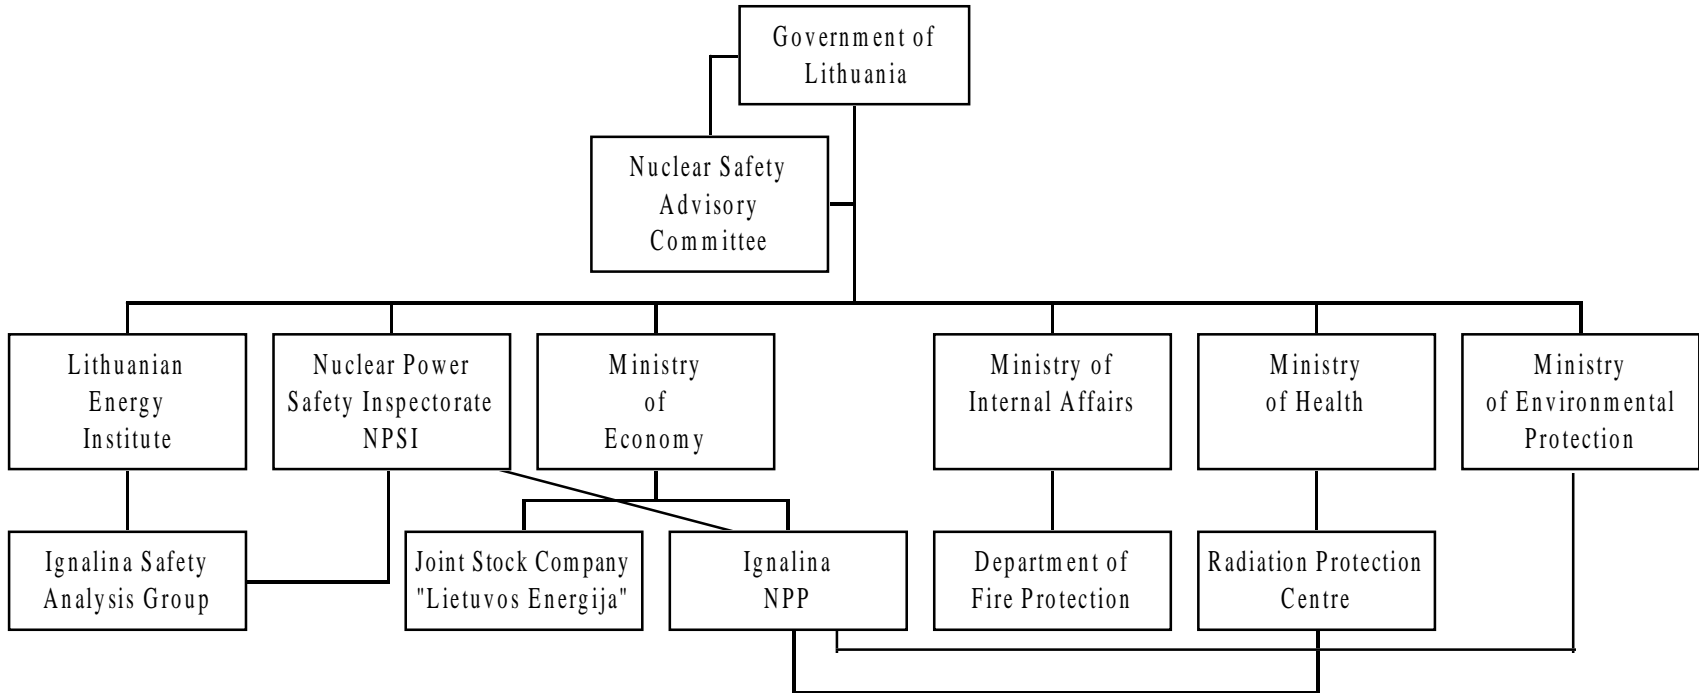 Government of
Lithuania
Nuclear Safety
Advisory
Committee
Lithuanian
Energy
Institute
Nuclear Power
Safety Inspectorate
NPSI
Ministry
of
Economy
Ministry of
Internal Affairs
Ministry
of Health
Ministry
of Environmental
Protection
Ignalina Safety
Analysis Group
Joint Stock Company
"Lietuvos Energija"
Ignalina
NPP
Department of
Fire Protection
Radiation Protection
Centre